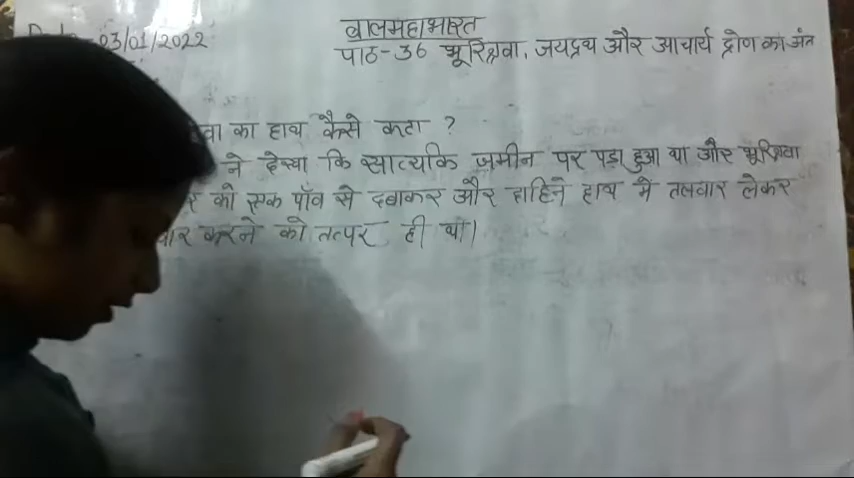 03/01/2022
बालमहाभारत
पाठ-36 भूरिश्रवा, जयद्रथ और आचार्य द्रोण का अंत
का हाथ कैसे कटा ?
ने देखा कि सात्यकि ज़मीन पर पड़ा हुआ था और भूरिश्रवा
को एक पाँव से दबाकर और दाहिने हाथ में तलवार लेकर
वार करने को तत्पर ही था।